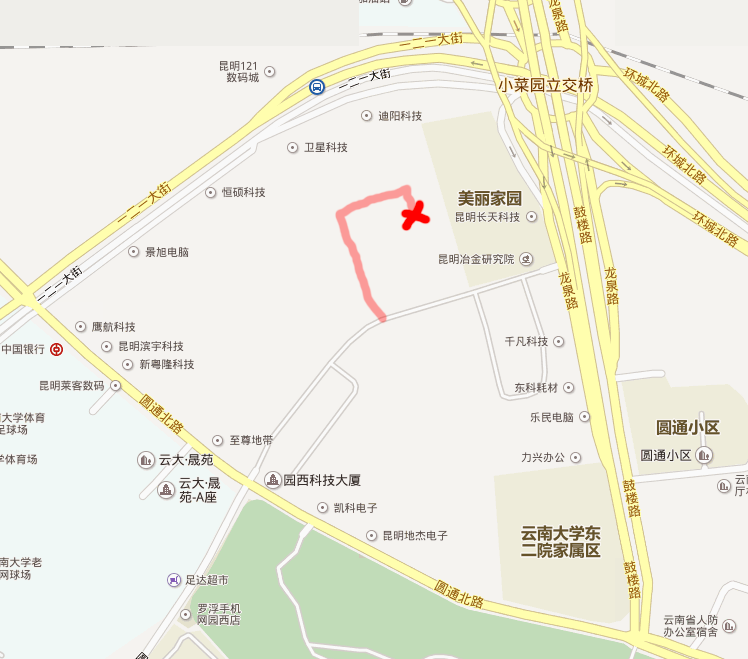 龙泉路
一二一大街
昆明121
数码城
一二一大街
小菜园立交桥
环城北路
迪阳科技
卫星科技
环城北路
恒硕科技
美丽家园
昆明长天科技
一二一大街
鼓楼路
环城北路
景旭电脑
昆明冶金研究院
一二一大街
龙泉路
龙泉路
鹰航科技
中国银行
昆明滨宇科技
千凡科技
新粤隆科技
昆明莱客数码
东科耗材
圆通北路
大学体育
足球场
乐民电脑
至尊地带
圆通小区
圆通小区
学体育场
云大·晟苑
力兴办公
云大·晟
苑-A座
园西科技大厦
鼓楼路
凯科电子
云南大学东
二院家属区
昆明地杰电子
南大学老
网球场
足达超市
鼓楼路
圆通北路
罗浮手机
网园西店
云南省人防
办公室宿舍